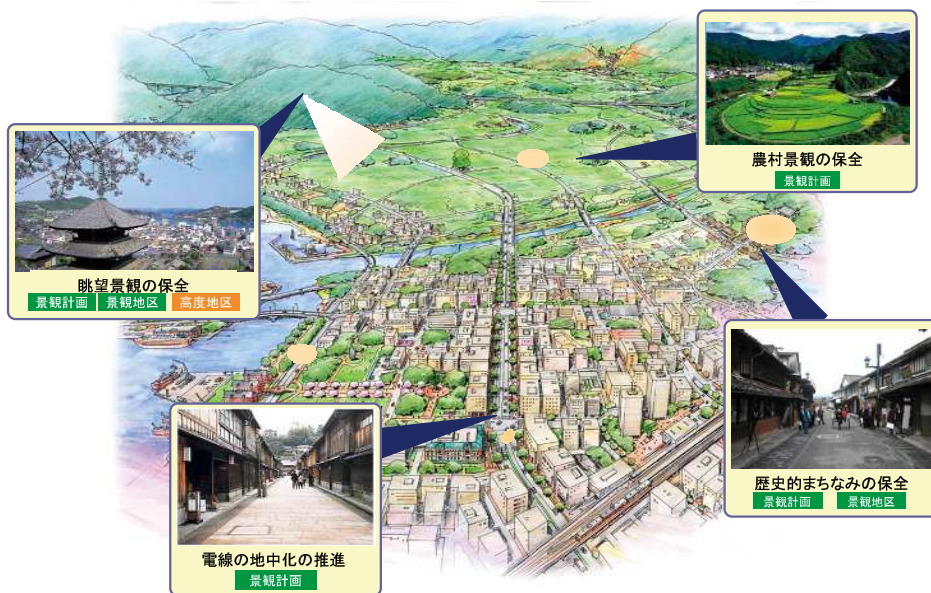 農村景観の保全
景観計画
眺望景観の保全
景観計画 景観地区 高度地区
歴史的まちなみの保全
景観計画 景観地区
電線の地中化の推進
景観計画